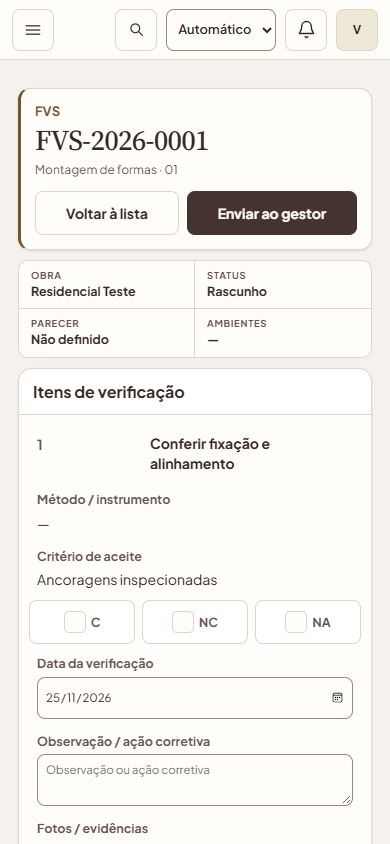 Automático
V
FVS
FVS-2026-0001
Montagem de formas · 01
Voltar à lista
Enviar ao gestor
OBRA
Residencial Teste
STATUS
Rascunho
PARECER
Não definido
AMBIENTES
—
Itens de verificação
1
Conferir fixação e
alinhamento
Método / instrumento
—
Critério de aceite
Ancoragens inspecionadas
C
NC
NA
Data da verificação
25/11/2026
Observação / ação corretiva
Observação ou ação corretiva
Fotos / evidências